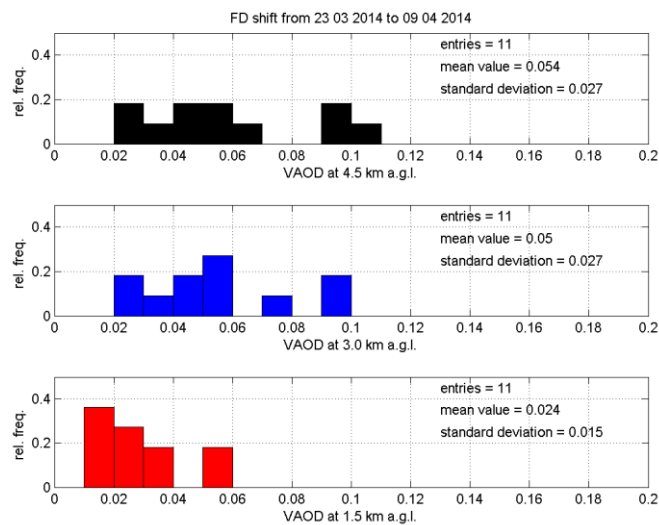 FD shift from 23 03 2014 to 09 04 2014
entries = 11
mean value = 0.054
standard deviation = 0.027
rel. freq.
0.4
0.2
0
0 0.02 0.04 0.06 0.08 0.1 0.12 0.14 0.16 0.18 0.2
VAOD at 4.5 km a.g.l.
entries = 11
mean value = 0.05
standard deviation = 0.027
rel. freq.
0.4
0.2
0
0 0.02 0.04 0.06 0.08 0.1 0.12 0.14 0.16 0.18 0.2
VAOD at 3.0 km a.g.l.
entries = 11
mean value = 0.024
standard deviation = 0.015
rel. freq.
0.4
0.2
0
0 0.02 0.04 0.06 0.08 0.1 0.12 0.14 0.16 0.18 0.2
VAOD at 1.5 km a.g.l.